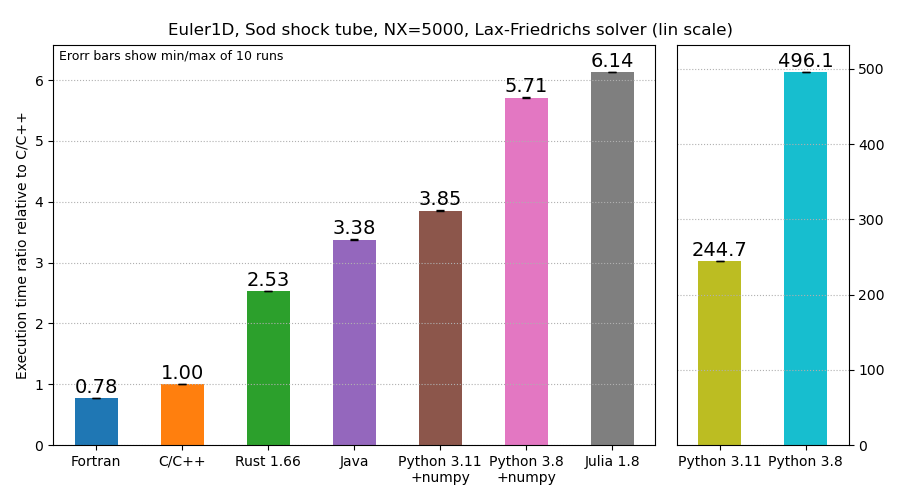 Euler1D, Sod shock tube, NX=5000, Lax-Friedrichs solver (lin scale)
Erorr bars show min/max of 10 runs
Execution time ratio relative to C/C++
6
5
4
3
2
1
0
0.78
1.00
2.53
3.38
3.85
5.71
6.14
Fortran
C/C++
Rust 1.66
Java
Python 3.11
+numpy
Python 3.8
+numpy
Julia 1.8
244.7
496.1
500
400
300
200
100
0
Python 3.11
Python 3.8